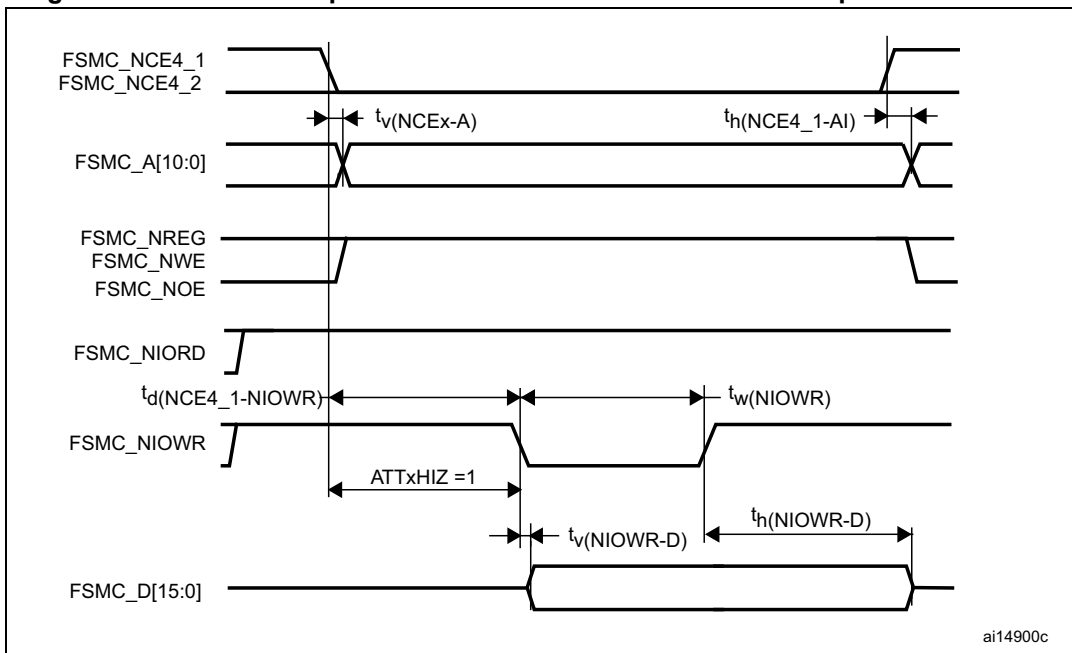 FSMC_NCE4_1
FSMC_NCE4_2
tv(NCEx-A)
th(NCE4_1-AI)
FSMC_A[10:0]
FSMC_NREG
FSMC_NWE
FSMC_NOE
FSMC_NIORD
td(NCE4_1-NIOWR)
tw(NIOWR)
FSMC_NIOWR
ATTxHIZ =1
th(NIOWR-D)
tv(NIOWR-D)
FSMC_D[15:0]
ai14900c